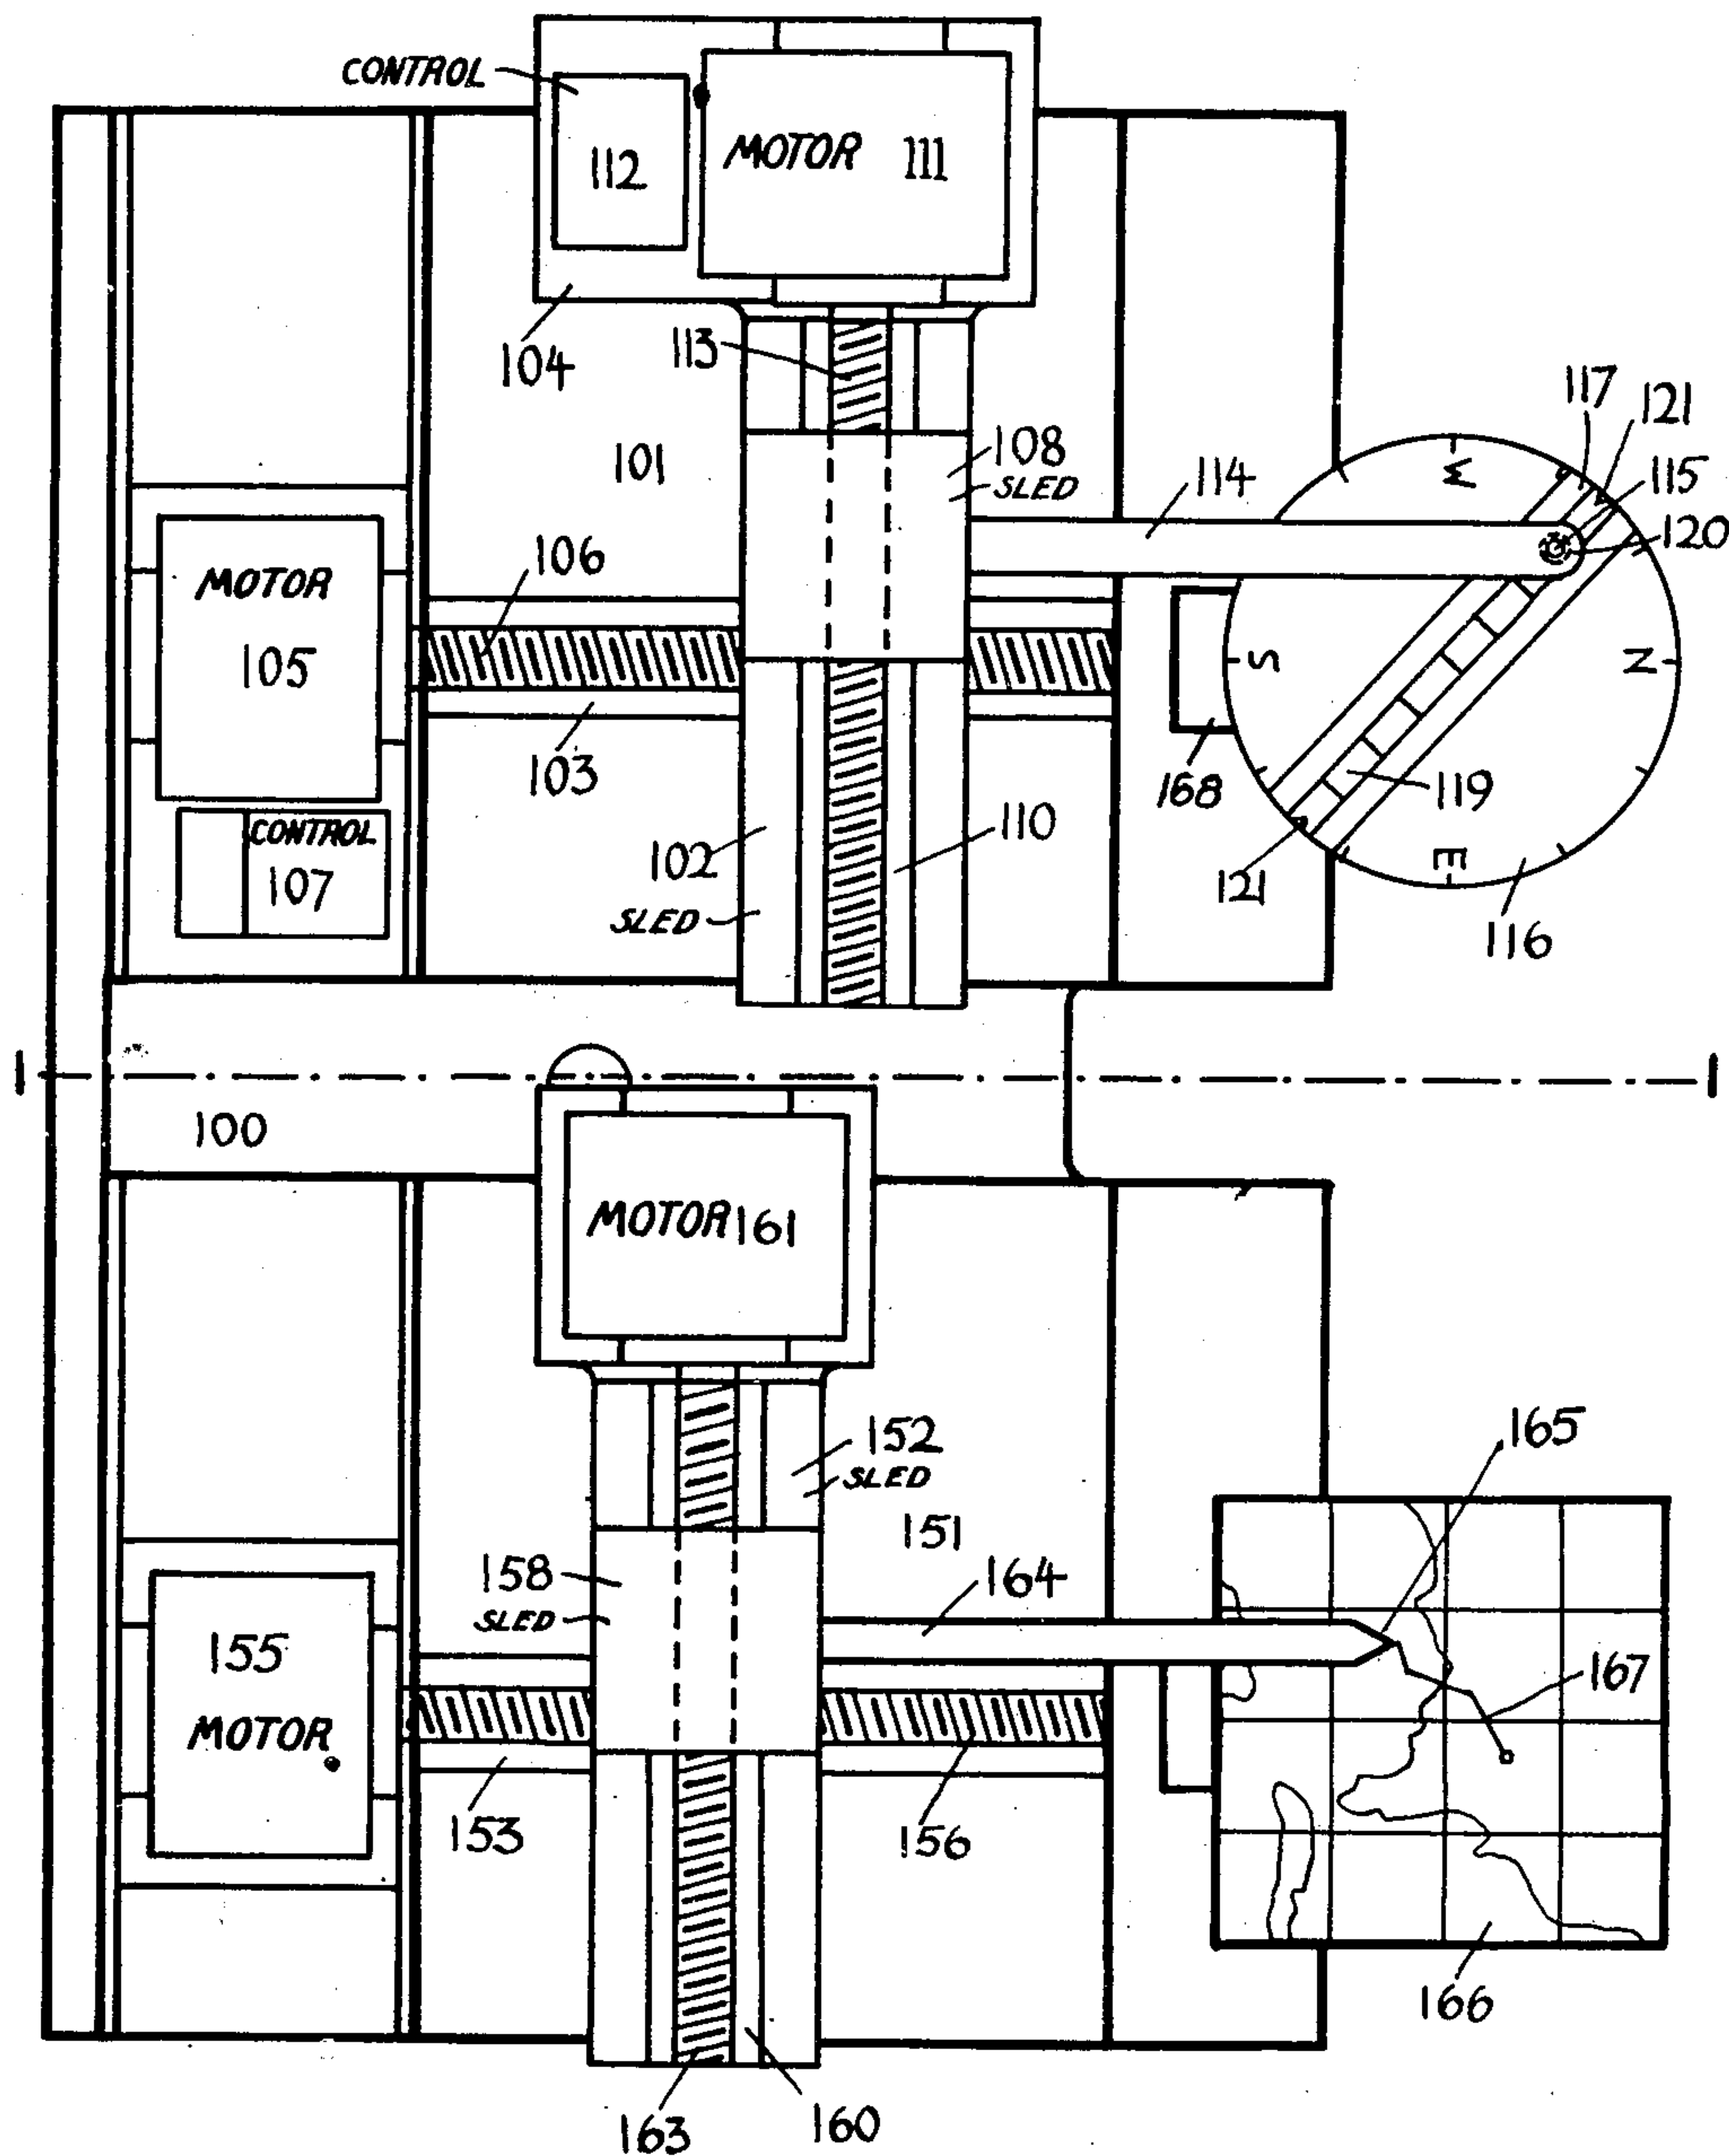 CONTROL
112
MOTOR 111
104
113
117
121
101
108
SLED
W
115
114
120
106
MOTOR
105
S
N
103
168
119
CONTROL
107
102
110
E
121
SLED
116
I
I
100
MOTOR 161
165
152
SLED
151
158
SLED
164
155
MOTOR
167
153
156
166
163
160